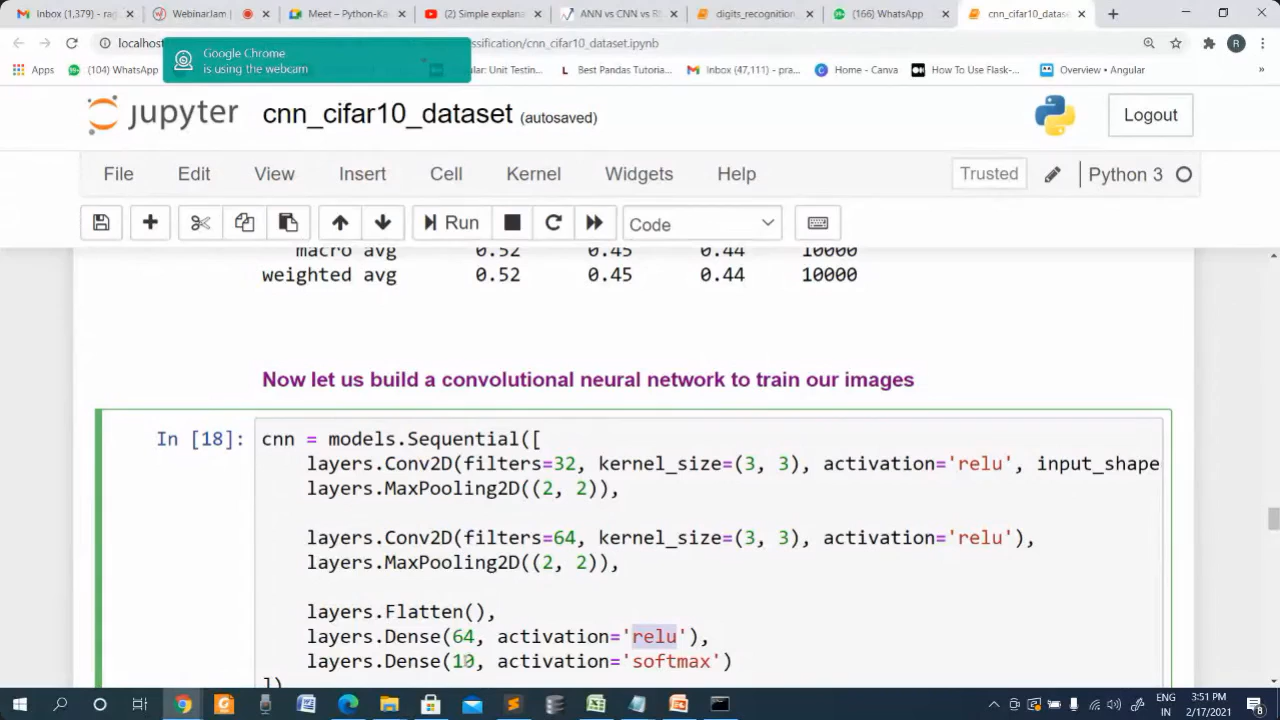 Inbox (1,379) - rag
WebinarJam
Meet – Python-Ka
(2) Simple explana
ANN vs CNN vs R
digits_recognition
(166) WhatsApp
cnn_cifar10_datase
localhos
ssification/cnn_cifar10_dataset.ipynb
Google Chrome
is using the webcam
R
Apps
(104) WhatsApp
ular: Unit Testin...
Best Pandas Tutoria...
Inbox (47,111) - pra...
Home - Canva
How To Use Flask-...
Overview • Angular
»
jupyter
cnn_cifar10_dataset
(autosaved)
Logout
File
Edit
View
Insert
Cell
Kernel
Widgets
Help
Trusted
Python 3
Run
Code
macro avg 0.52 0.45 0.44 10000
weighted avg 0.52 0.45 0.44 10000
Now let us build a convolutional neural network to train our images
In [18]:
cnn = models.Sequential([
layers.Conv2D(filters=32, kernel_size=(3, 3), activation='relu', input_shape
layers.MaxPooling2D((2, 2)),
layers.Conv2D(filters=64, kernel_size=(3, 3), activation='relu'),
layers.MaxPooling2D((2, 2)),
layers.Flatten(),
layers.Dense(64, activation='relu'),
layers.Dense(10, activation='softmax')
])
ENG
IN
3:51 PM
2/17/2021